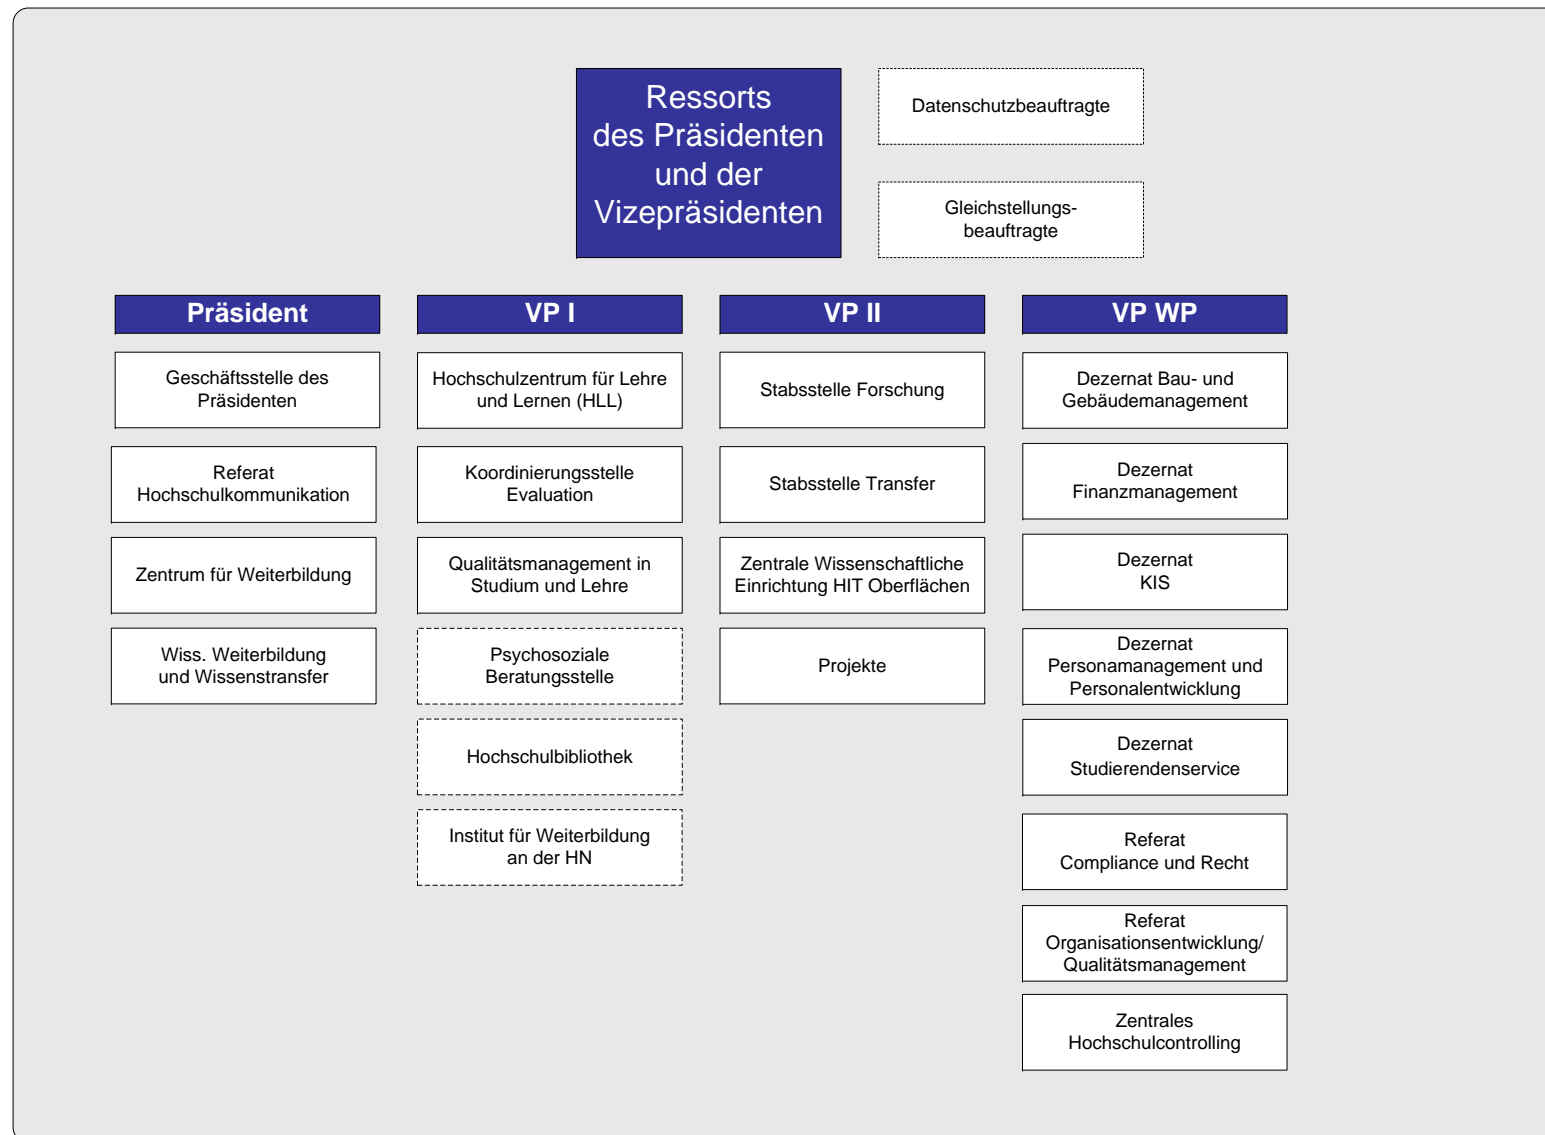 Ressorts
des Präsidenten
und der
Vizepräsidenten
Datenschutzbeauftragte
Gleichstellungs-
beauftragte
Präsident
Geschäftsstelle des
Präsidenten
Referat
Hochschulkommunikation
Zentrum für Weiterbildung
Wiss. Weiterbildung
und Wissenstransfer
VP I
Hochschulzentrum für Lehre
und Lernen (HLL)
Koordinierungsstelle
Evaluation
Qualitätsmanagement in
Studium und Lehre
Psychosoziale
Beratungsstelle
Hochschulbibliothek
Institut für Weiterbildung
an der HN
VP II
Stabsstelle Forschung
Stabsstelle Transfer
Zentrale Wissenschaftliche
Einrichtung HIT Oberflächen
Projekte
VP WP
Dezernat Bau- und
Gebäudemanagement
Dezernat
Finanzmanagement
Dezernat
KIS
Dezernat
Personamanagement und
Personalentwicklung
Dezernat
Studierendenservice
Referat
Compliance und Recht
Referat
Organisationsentwicklung/
Qualitätsmanagement
Zentrales
Hochschulcontrolling